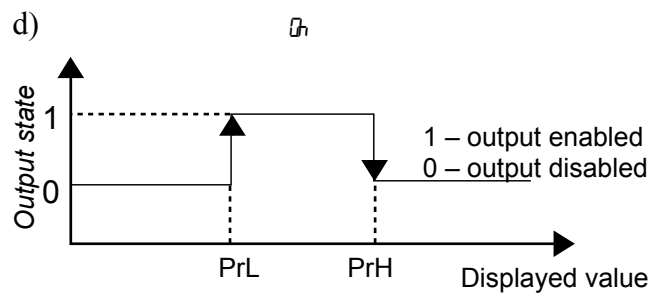 d)
On
Output state
1
0
1 – output enabled
0 – output disabled
PrL
PrH
Displayed value